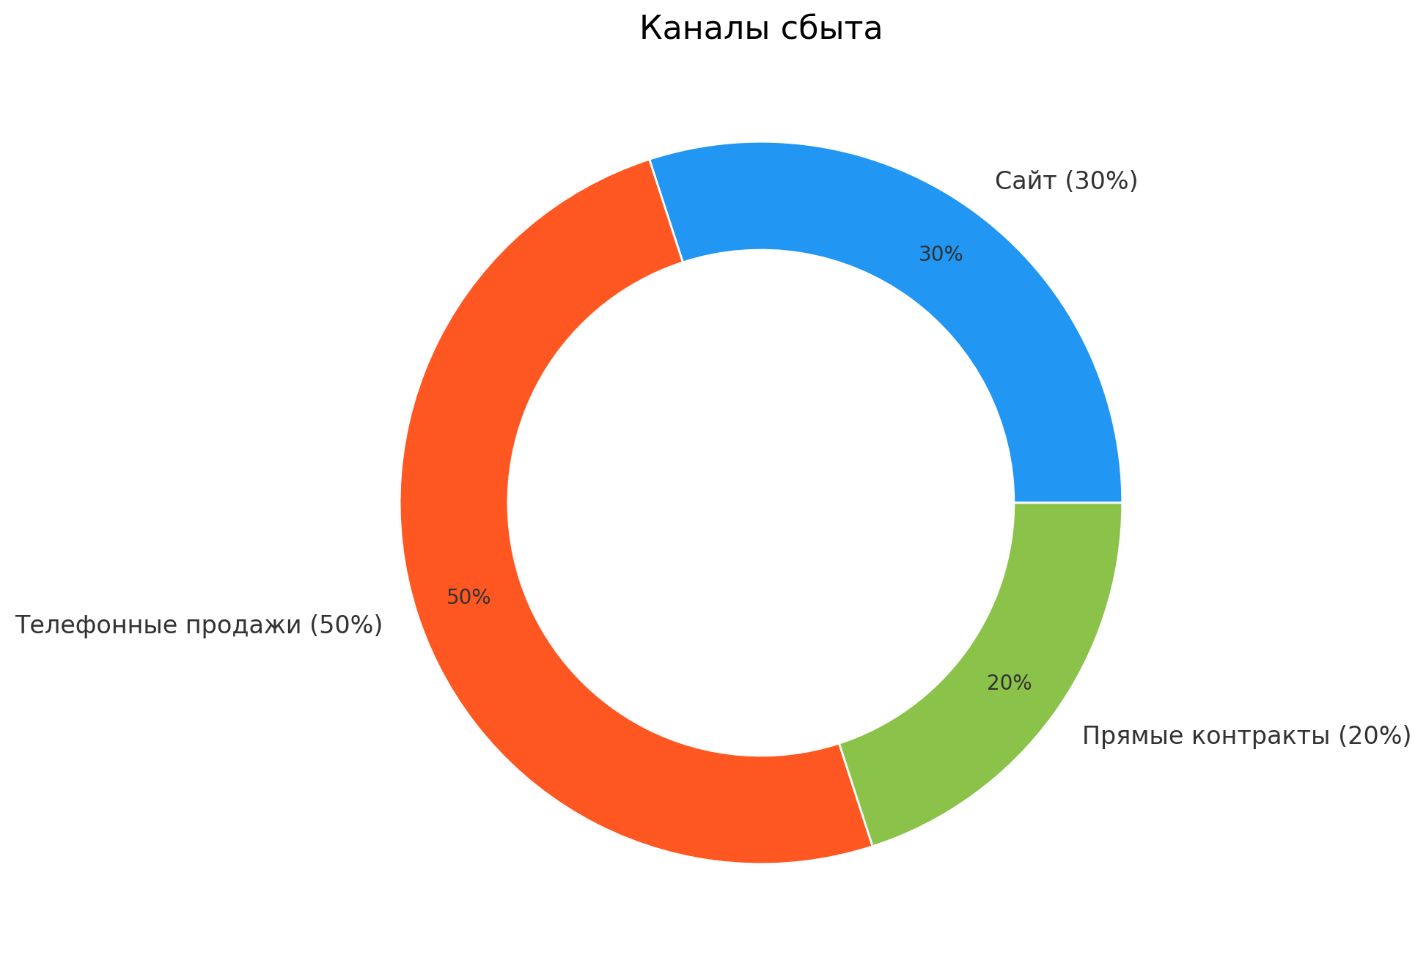 Каналы сбыта
Сайт (30%)
30%
50%
Телефонные продажи (50%)
20%
Прямые контракты (20%)